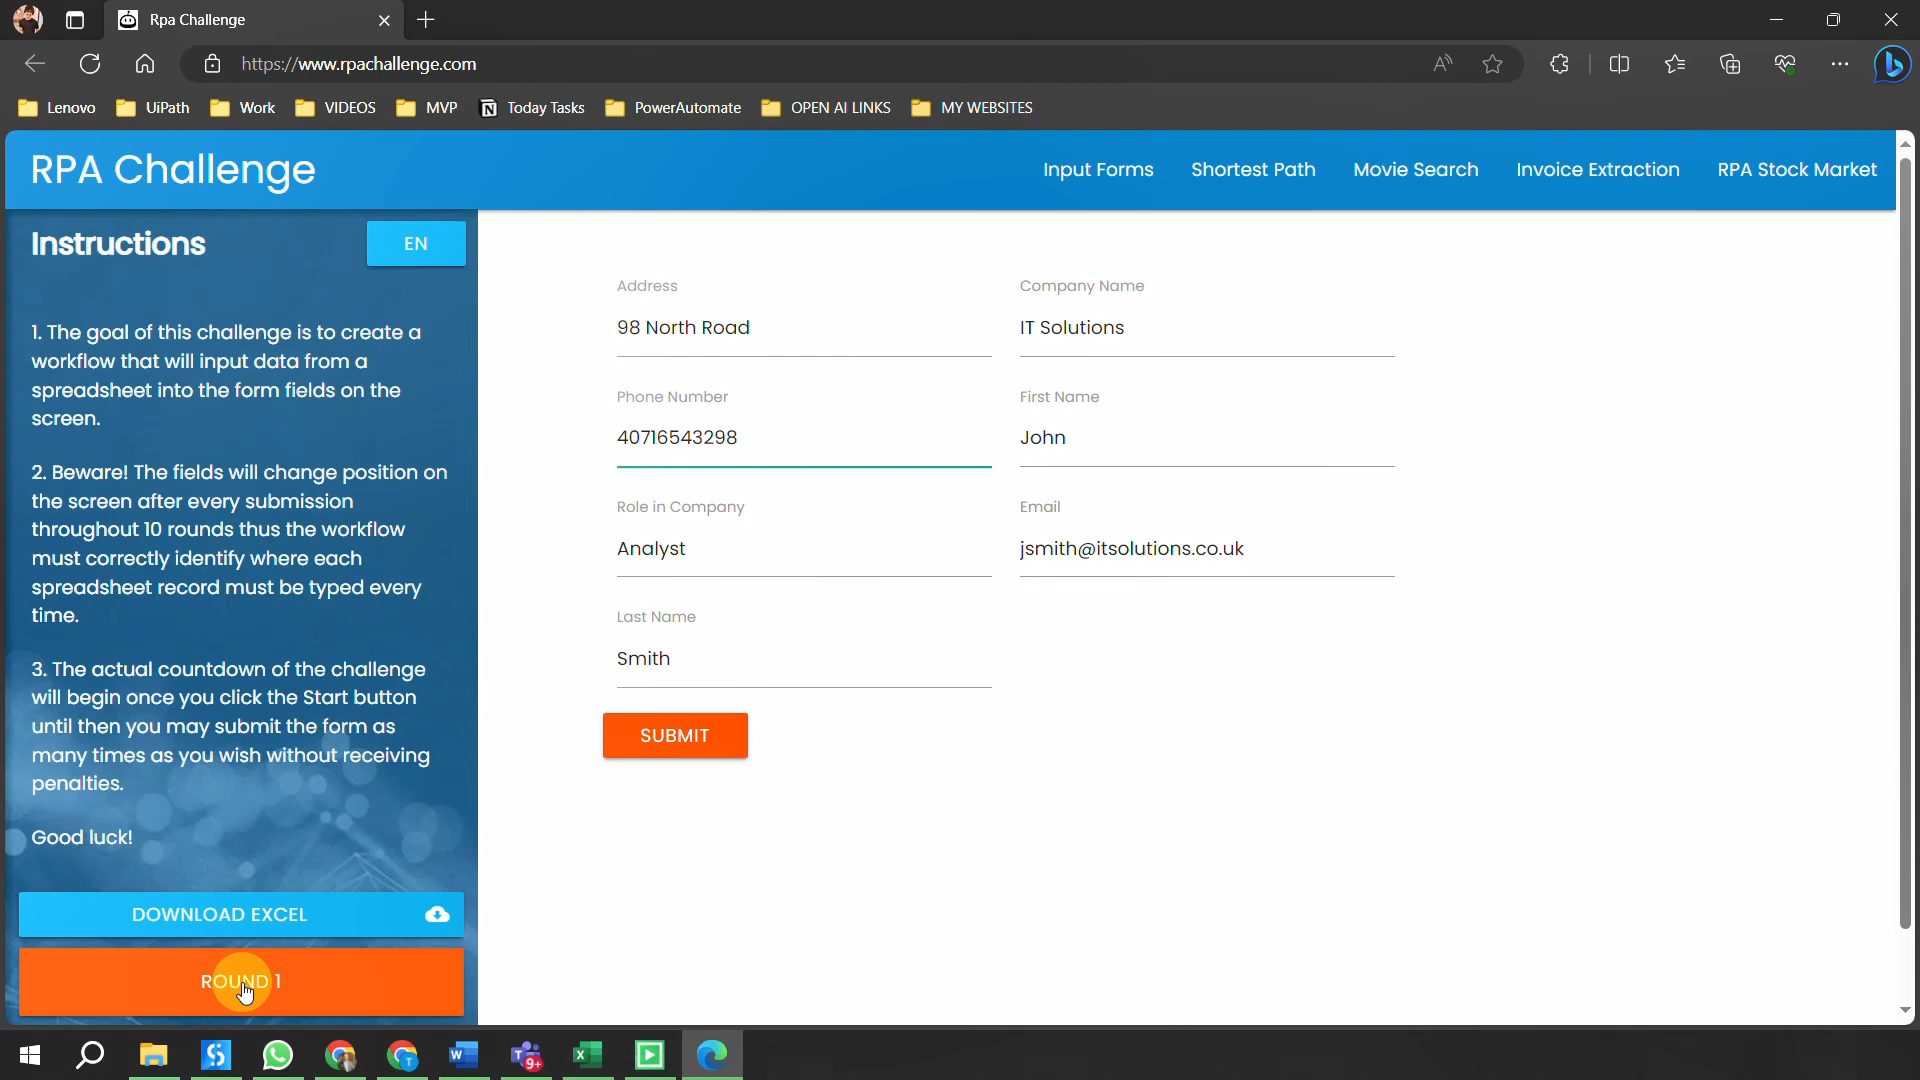 Rpa Challenge
https://www.rpachallenge.com
Lenovo UiPath Work VIDEOS MVP Today Tasks PowerAutomate OPEN AI LINKS MY WEBSITES
RPA Challenge
Input Forms Shortest Path Movie Search Invoice Extraction RPA Stock Market
Instructions
EN
1. The goal of this challenge is to create a
workflow that will input data from a
spreadsheet into the form fields on the
screen.
2. Beware! The fields will change position on
the screen after every submission
throughout 10 rounds thus the workflow
must correctly identify where each
spreadsheet record must be typed every
time.
3. The actual countdown of the challenge
will begin once you click the Start button
until then you may submit the form as
many times as you wish without receiving
penalties.
Good luck!
DOWNLOAD EXCEL
ROUND 1
Address
98 North Road
Company Name
IT Solutions
Phone Number
40716543298
First Name
John
Role in Company
Analyst
Email
jsmith@itsolutions.co.uk
Last Name
Smith
SUBMIT
9+